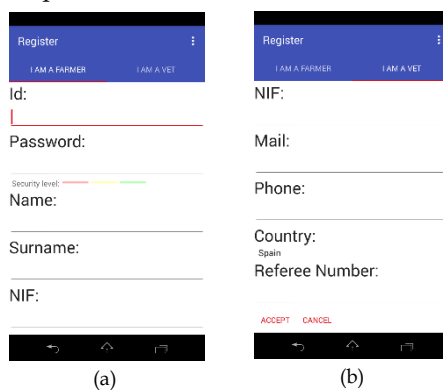 Register
I AM A FARMER I AM A VET
Id:
Password:
Security level:
Name:
Surname:
NIF:
(a)
Register
I AM A FARMER I AM A VET
NIF:
Mail:
Phone:
Country:
Spain
Referee Number:
ACCEPT CANCEL
(b)